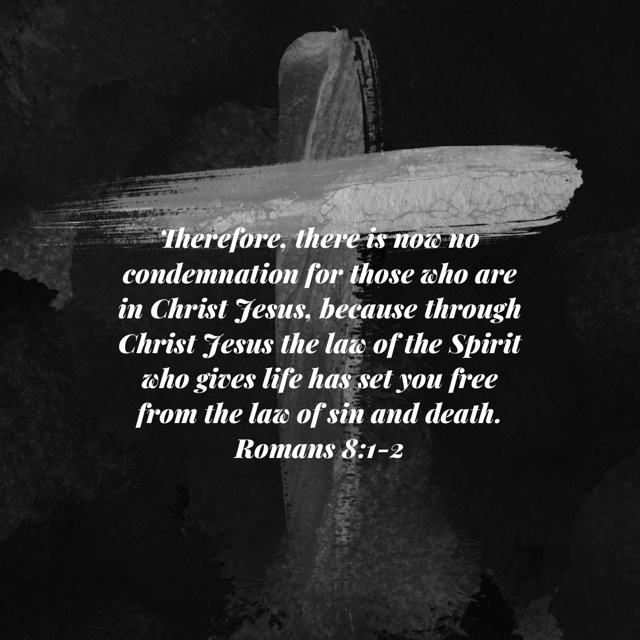 Therefore, there is now no
condemnation for those who are
in Christ Jesus, because through
Christ Jesus the law of the Spirit
who gives life has set you free
from the law of sin and death.
Romans 8:1-2